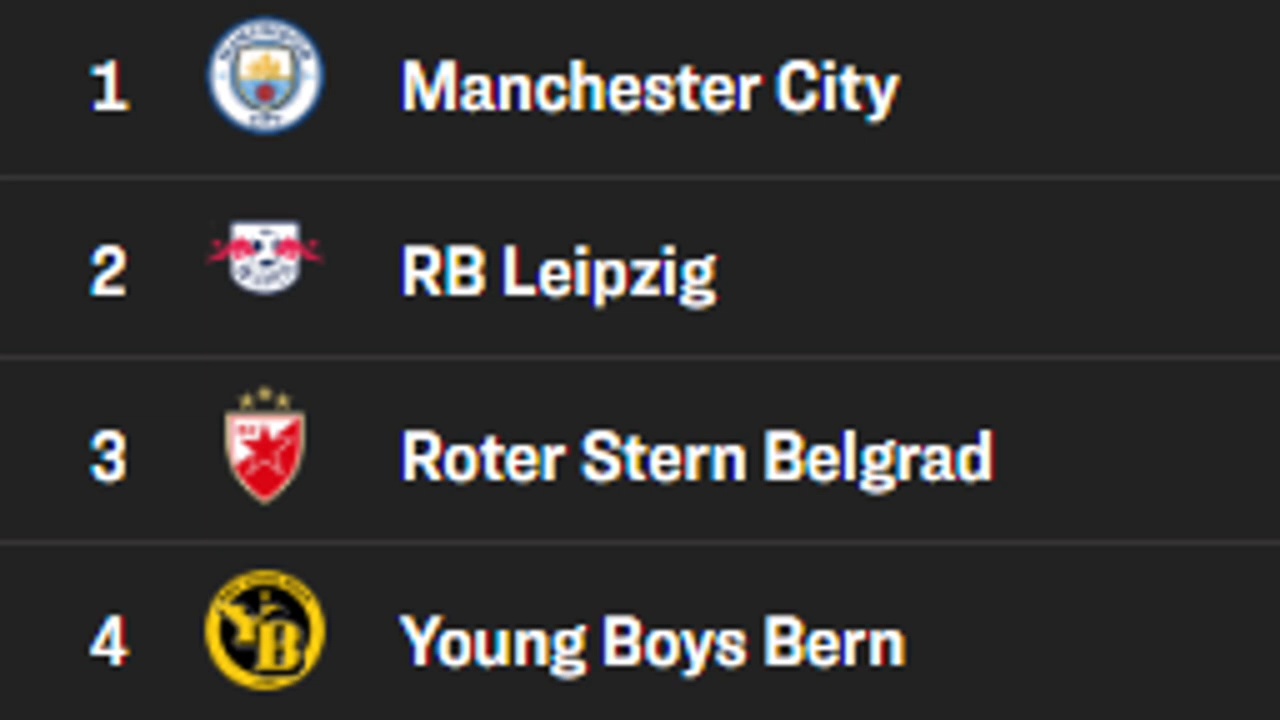 1 Manchester City
2 RB Leipzig
3 Roter Stern Belgrad
4 Young Boys Bern